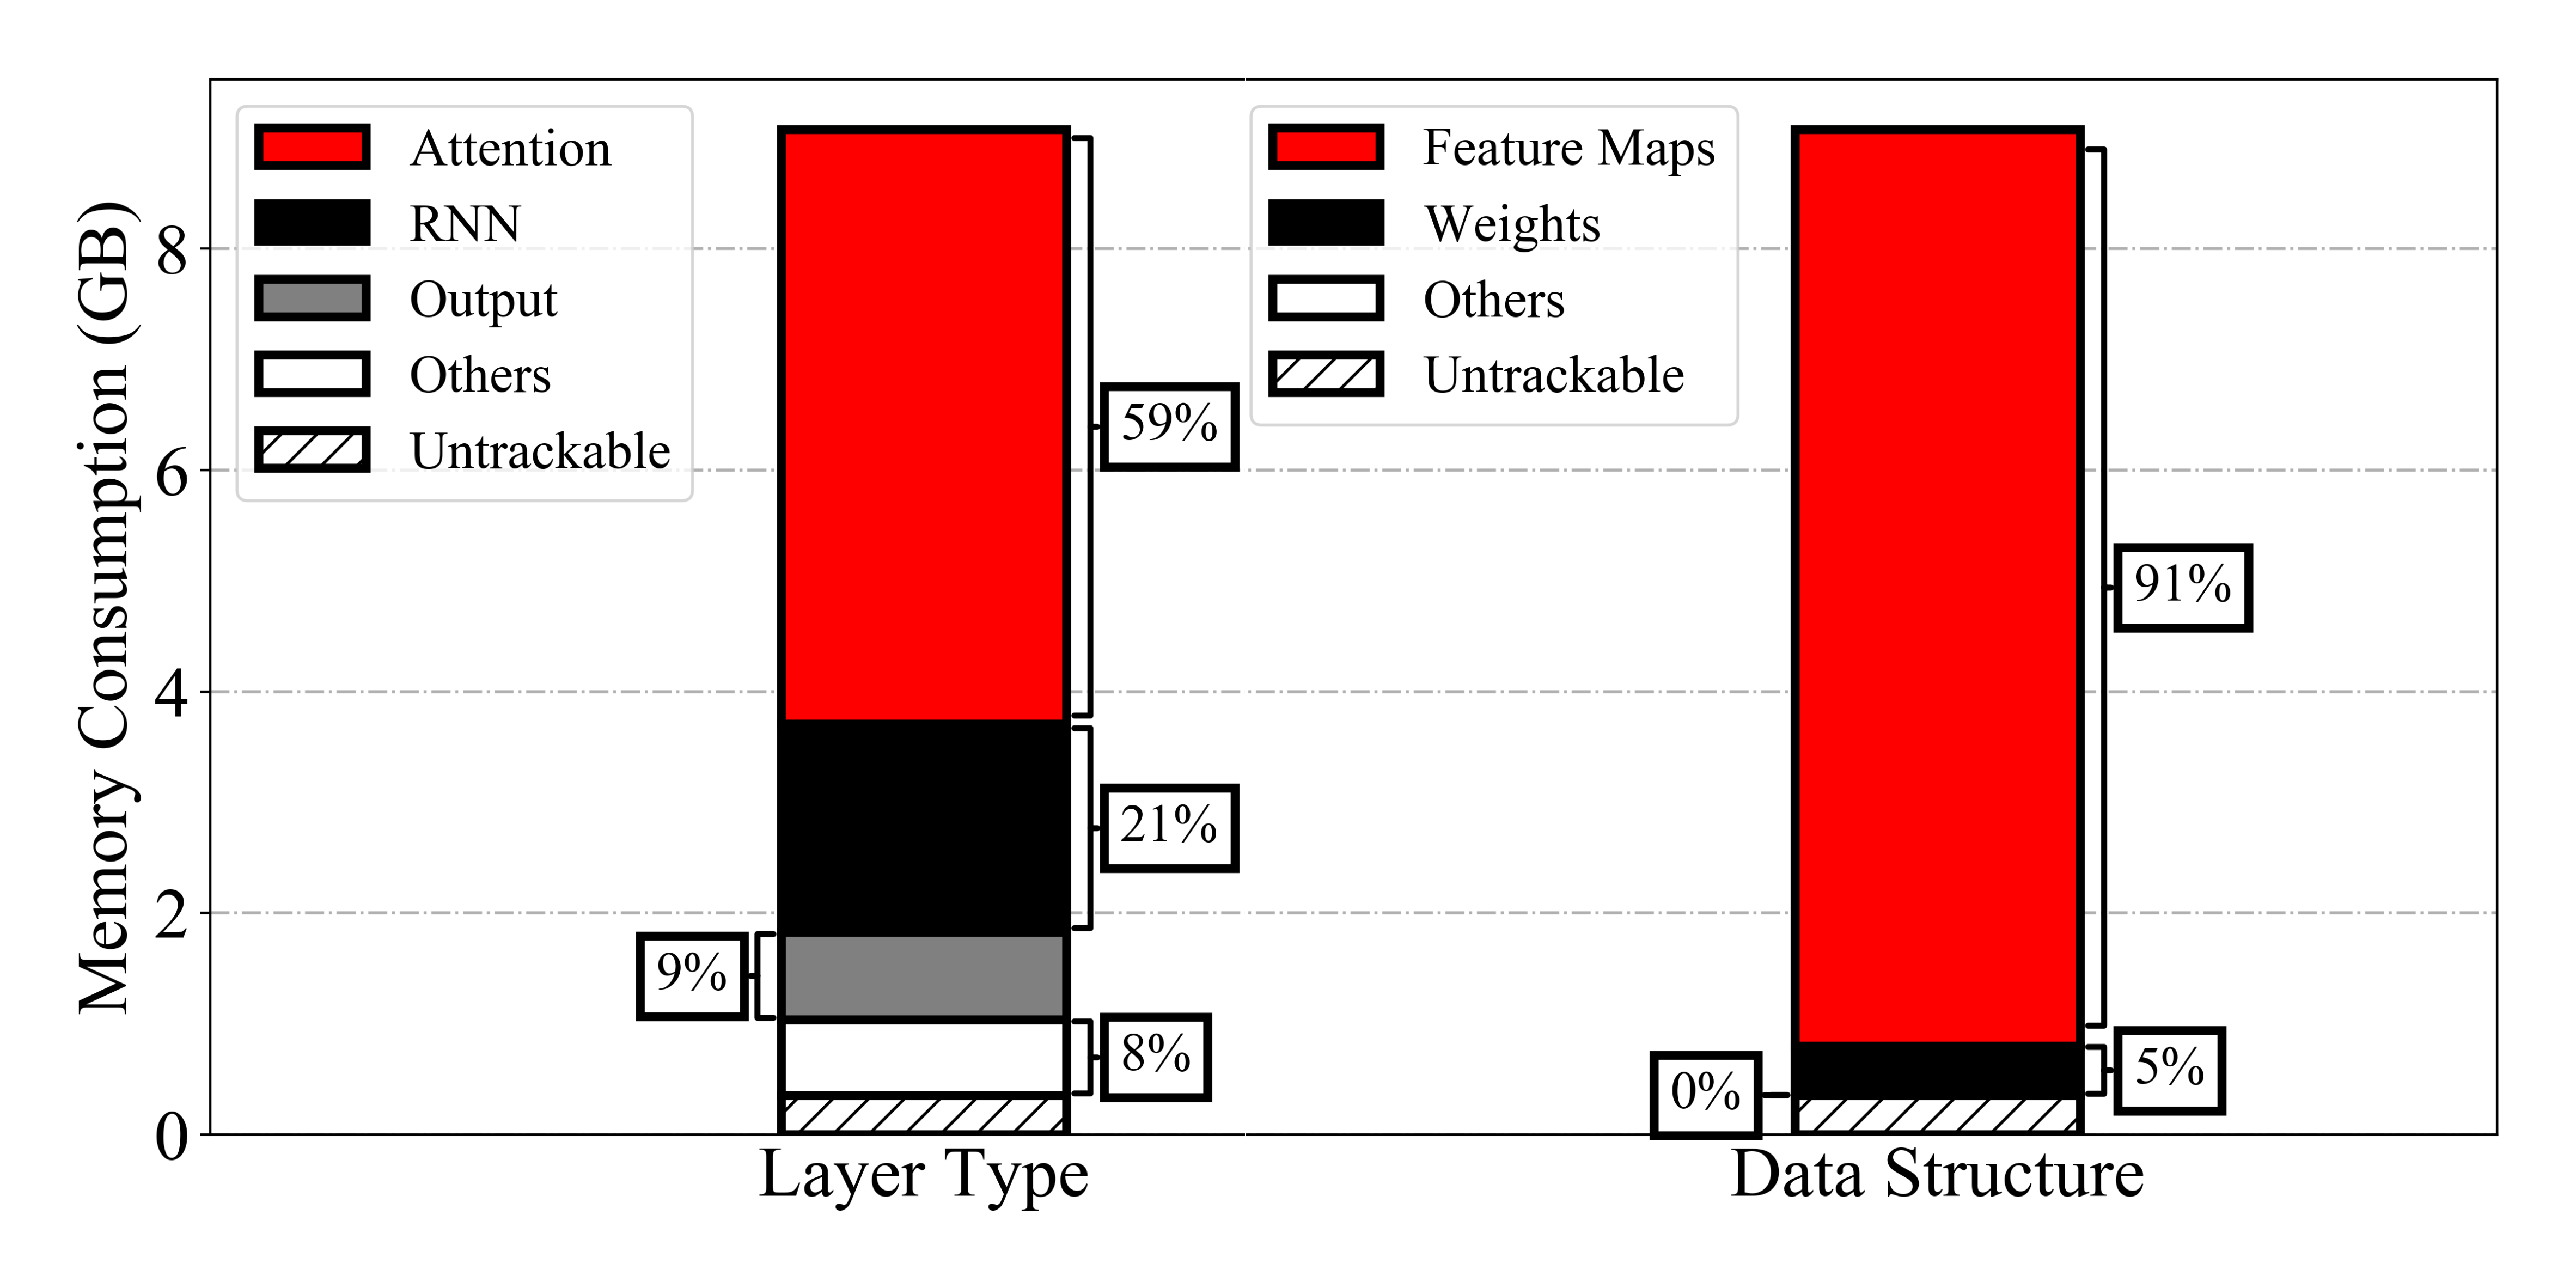 Memory Consumption (GB)
8
6
4
2
0
Attention
RNN
Output
Others
Untrackable
59%
21%
9%
8%
Layer Type
Feature Maps
Weights
Others
Untrackable
91%
5%
0%
Data Structure